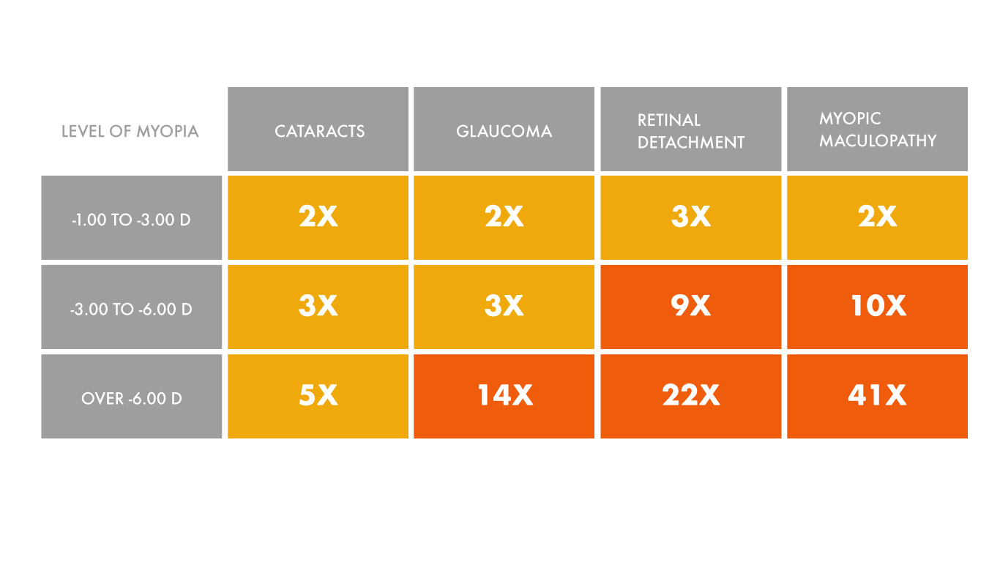 LEVEL OF MYOPIA
CATARACTS
GLAUCOMA
RETINAL
DETACHMENT
MYOPIC
MACULOPATHY
-1.00 TO -3.00 D
2X
2X
3X
2X
-3.00 TO -6.00 D
3X
3X
9X
10X
OVER -6.00 D
5X
14X
22X
41X